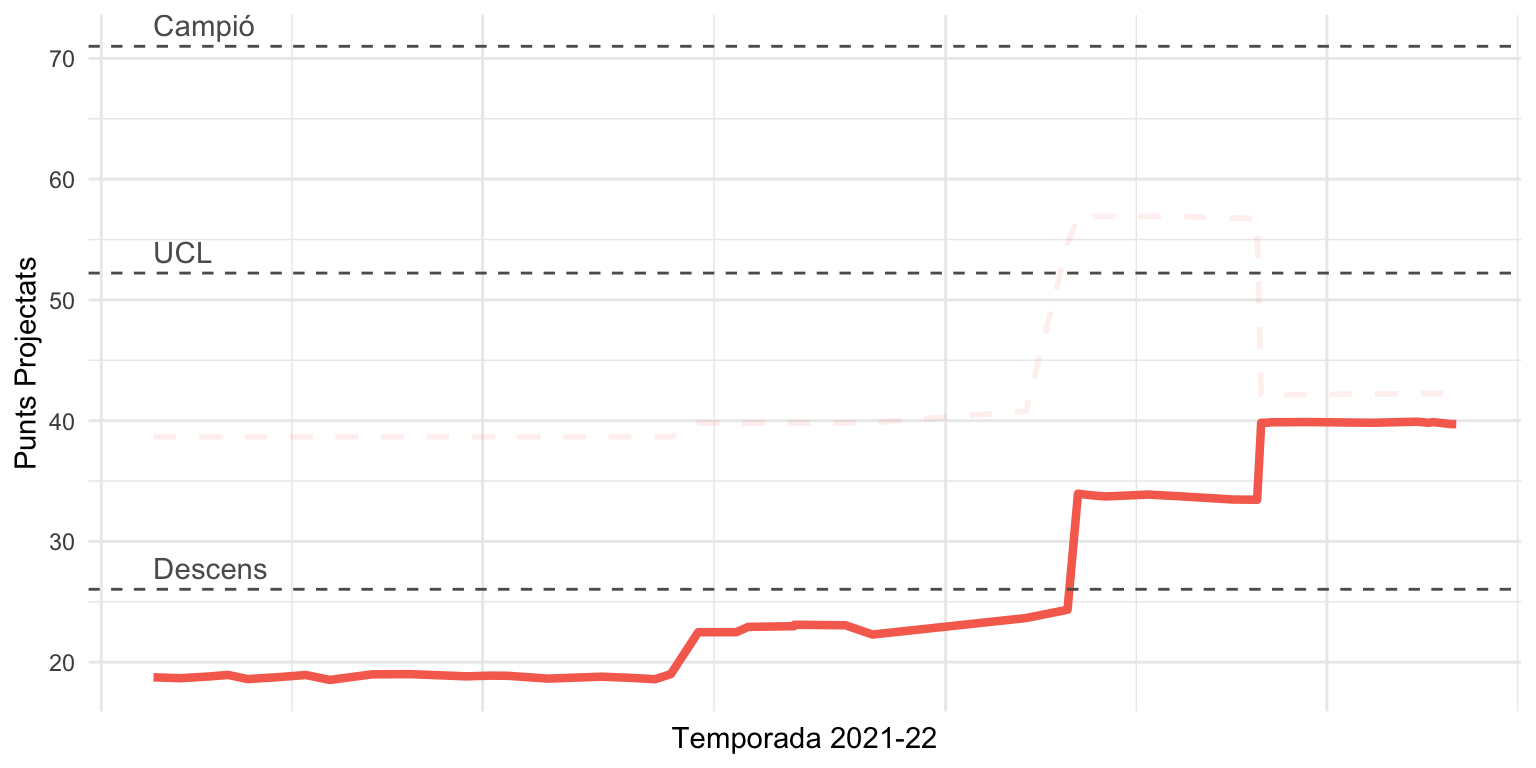 Campió
70
60
UCL
50
Punts Projectats
40
30
Descens
20
Temporada 2021-22